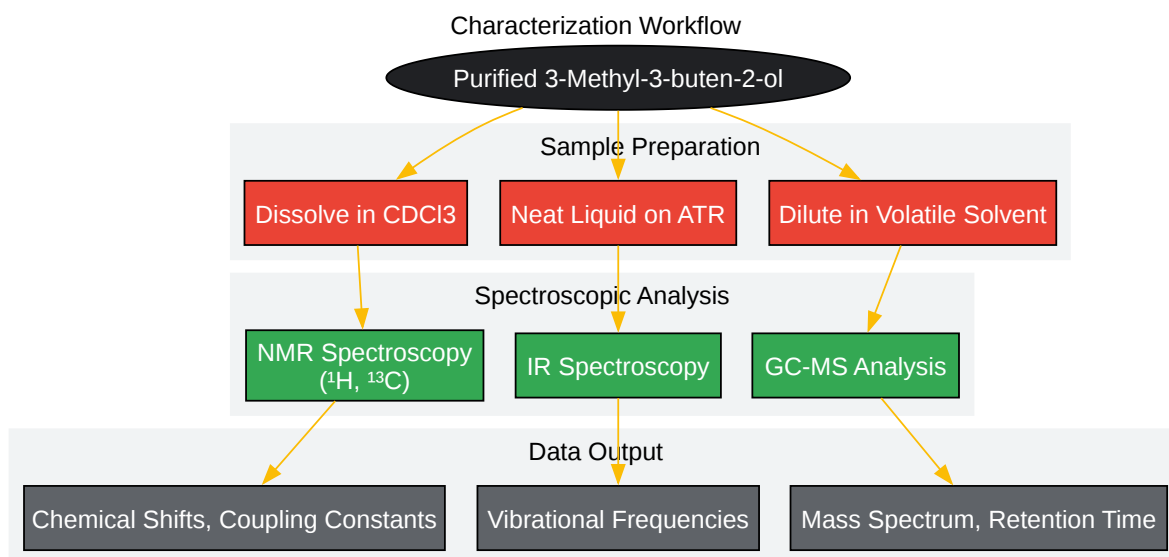 Characterization Workflow
Purified 3-Methyl-3-buten-2-ol
Sample Preparation
Dissolve in CDCl3
Neat Liquid on ATR
Dilute in Volatile Solvent
Spectroscopic Analysis
NMR Spectroscopy
(¹H, ¹³C)
IR Spectroscopy
GC-MS Analysis
Data Output
Chemical Shifts, Coupling Constants
Vibrational Frequencies
Mass Spectrum, Retention Time